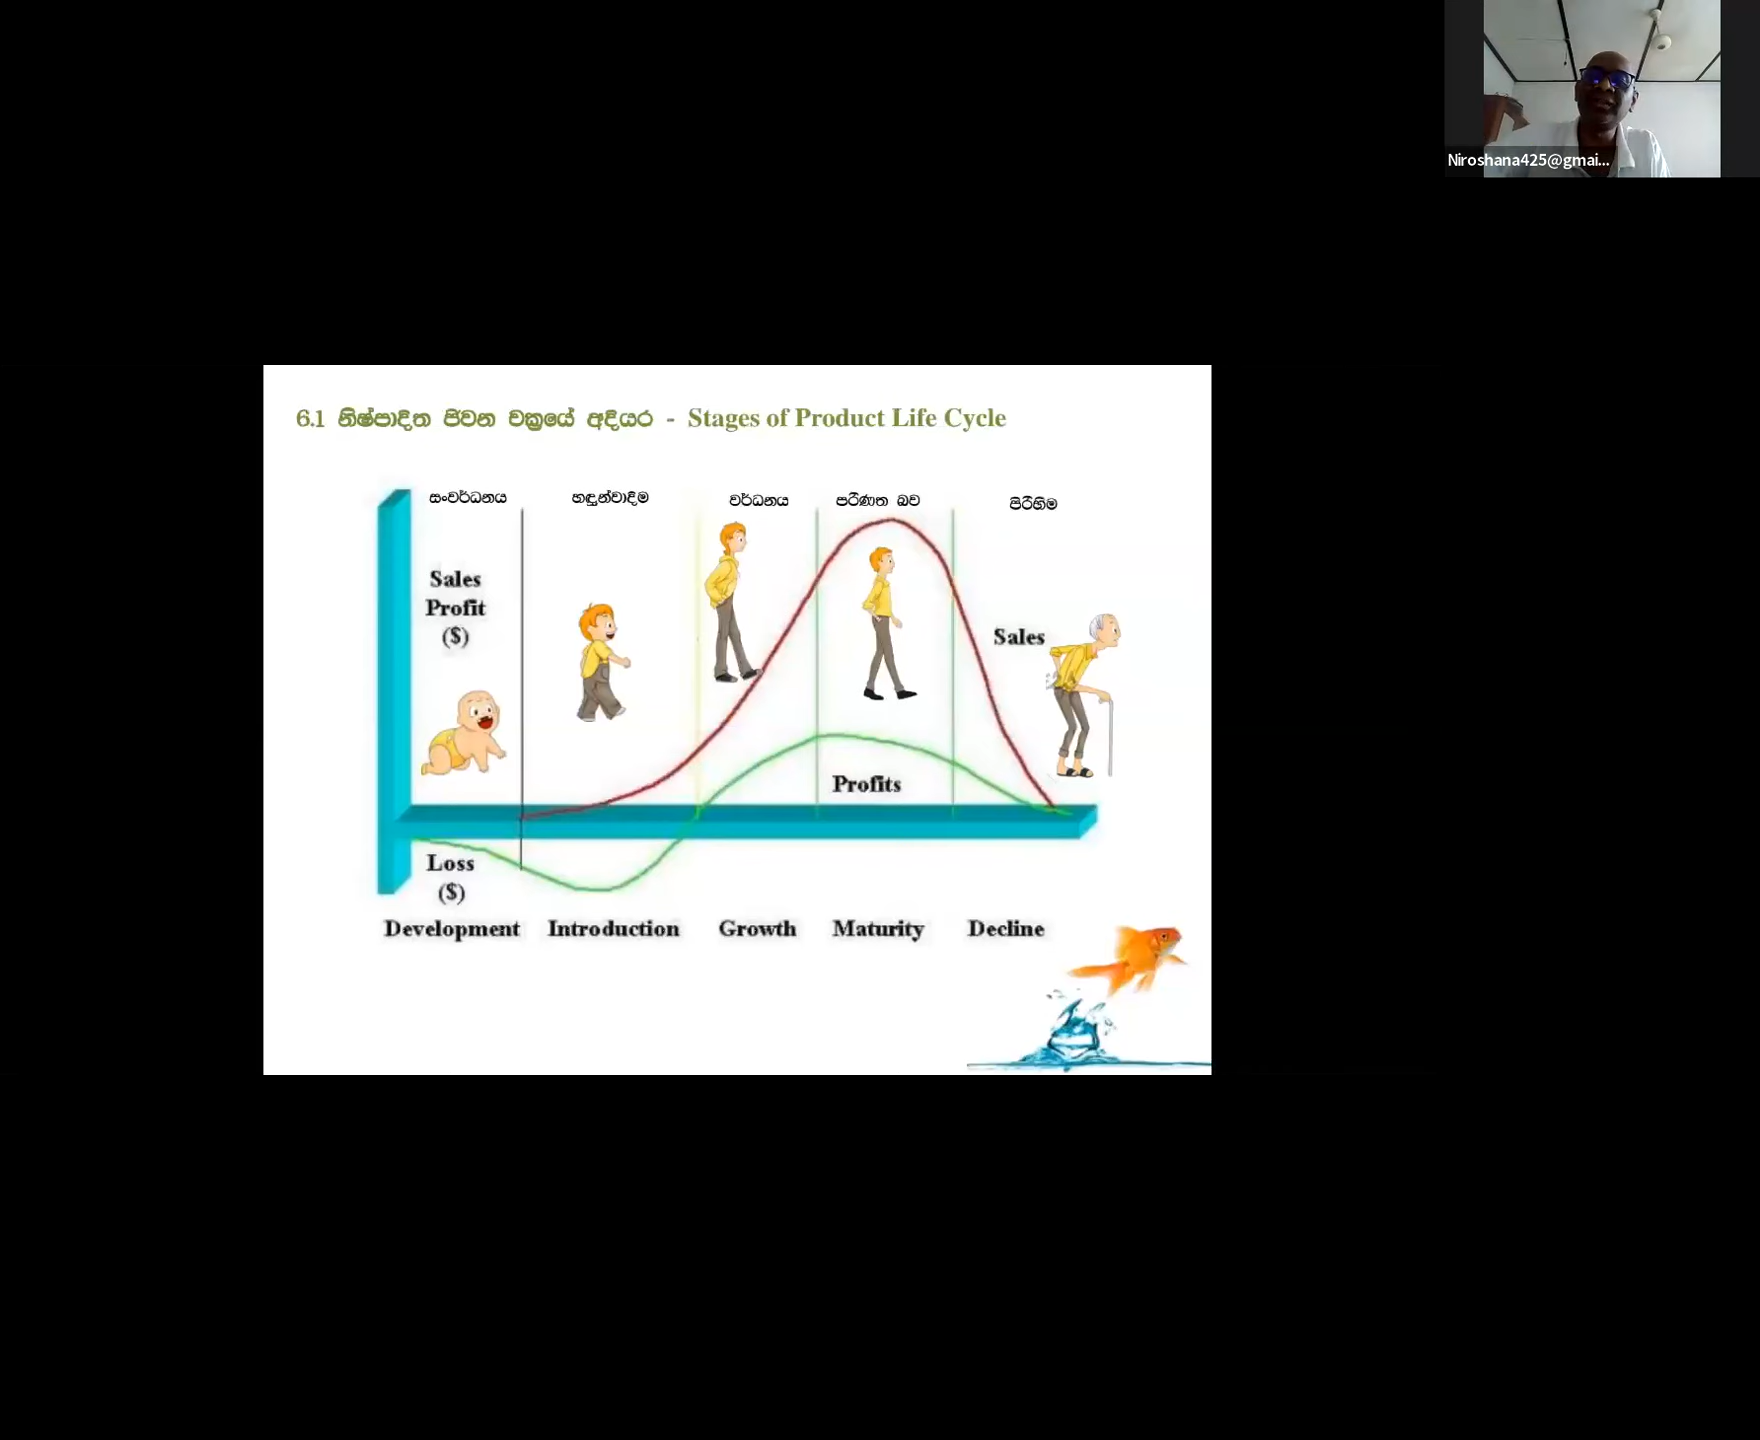 Niroshana425@gmai...
6.1 නිෂ්පාදිත ජීවන චක්‍රයේ අදියර - Stages of Product Life Cycle
සංවර්ධනය
හඳුන්වාදීම
වර්ධනය
පරිණත බව
පිරිහීම
Sales
Profit
($)
Sales
Profits
Loss
($)
Development
Introduction
Growth
Maturity
Decline